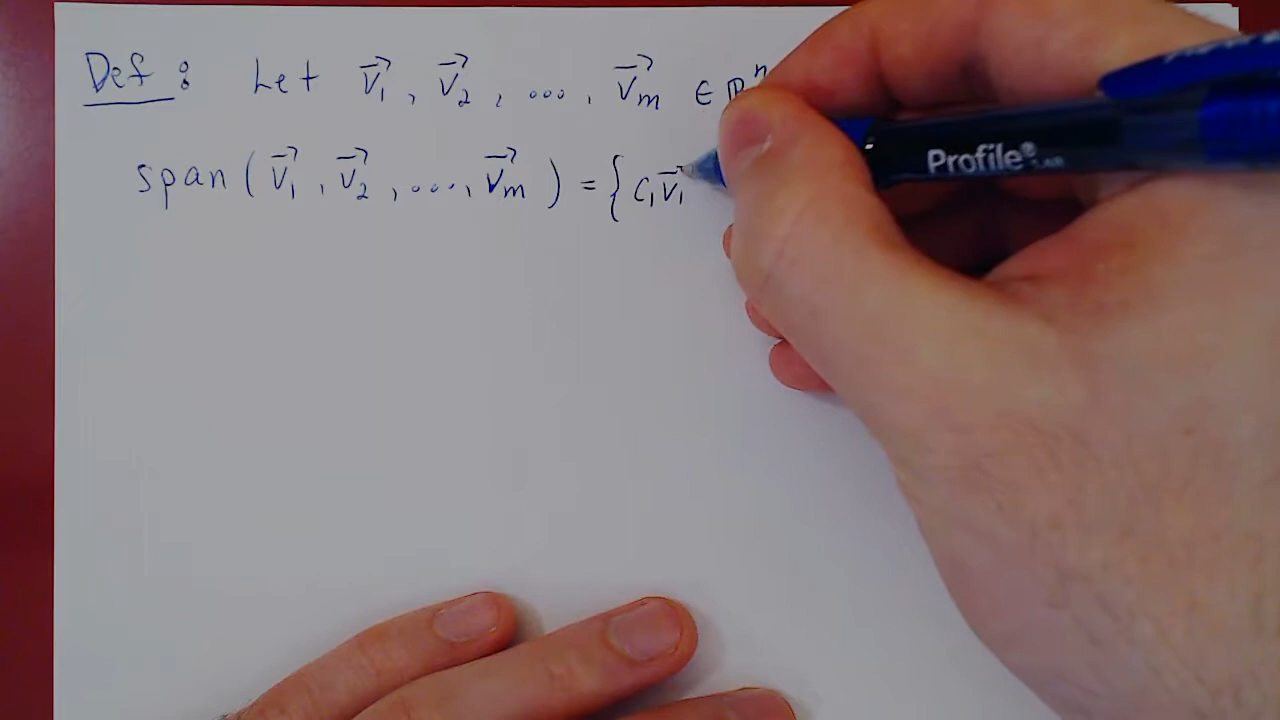 Def : Let v⃗₁ , v⃗₂ , ... , v⃗ₘ ∈ ℝⁿ
span ( v⃗₁ , v⃗₂ , ... , v⃗ₘ ) = { c₁v⃗₁
Profile®